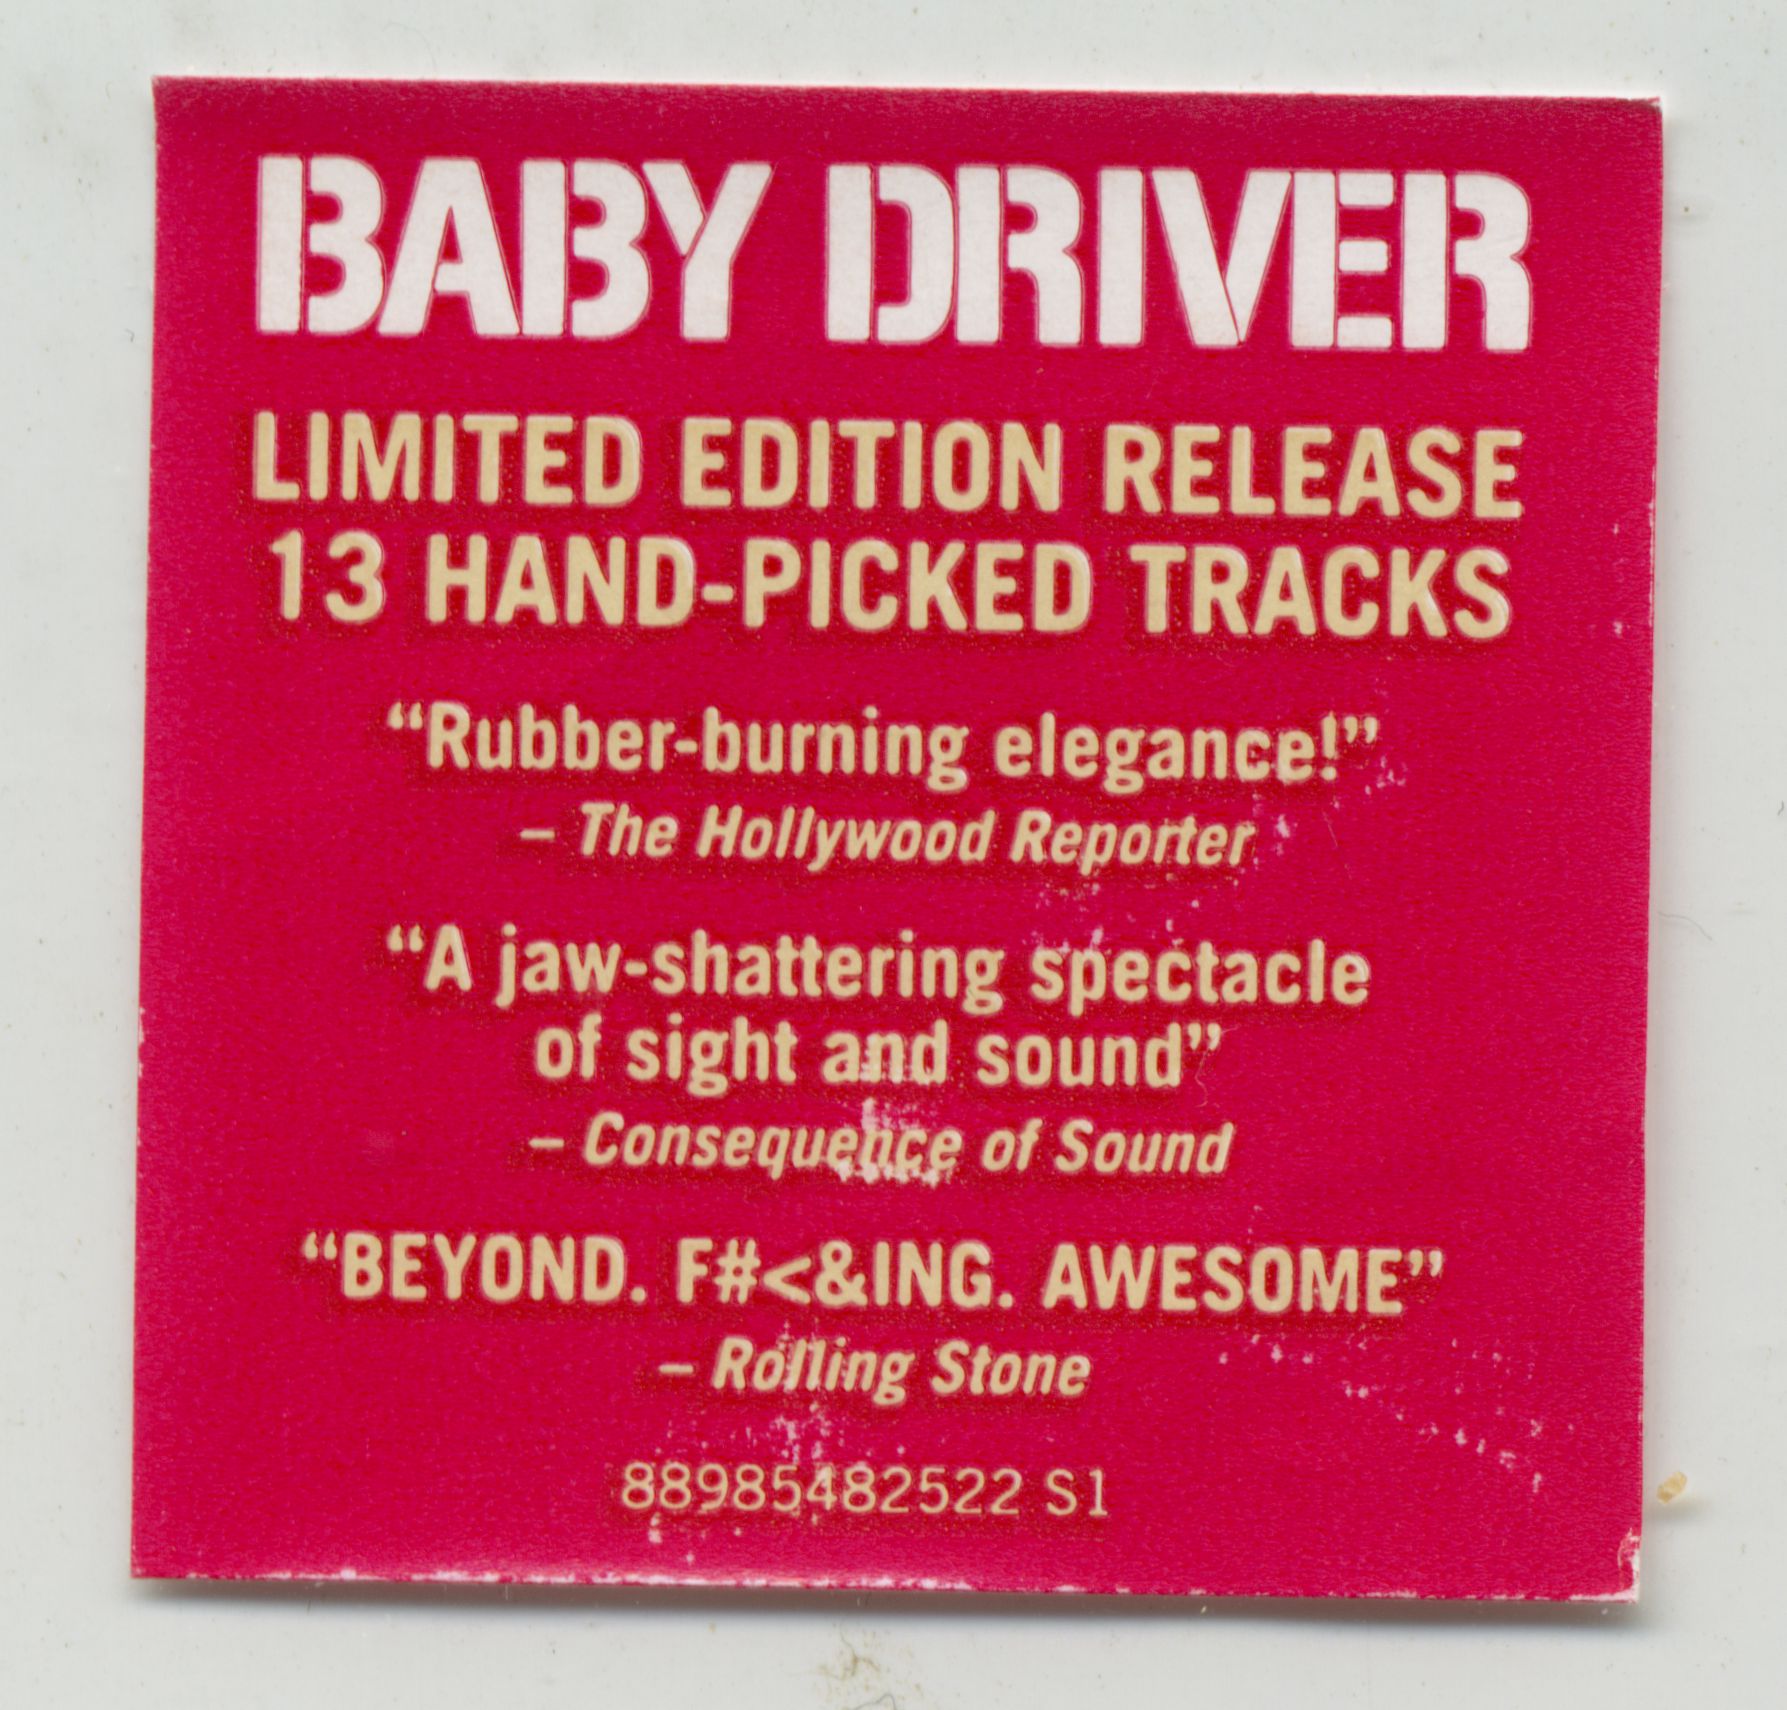 BABY DRIVER
LIMITED EDITION RELEASE
13 HAND-PICKED TRACKS
“Rubber-burning elegance!”
– The Hollywood Reporter
“A jaw-shattering spectacle
of sight and sound”
– Consequence of Sound
“BEYOND. F#<&ING. AWESOME”
– Rolling Stone
88985482522 S1